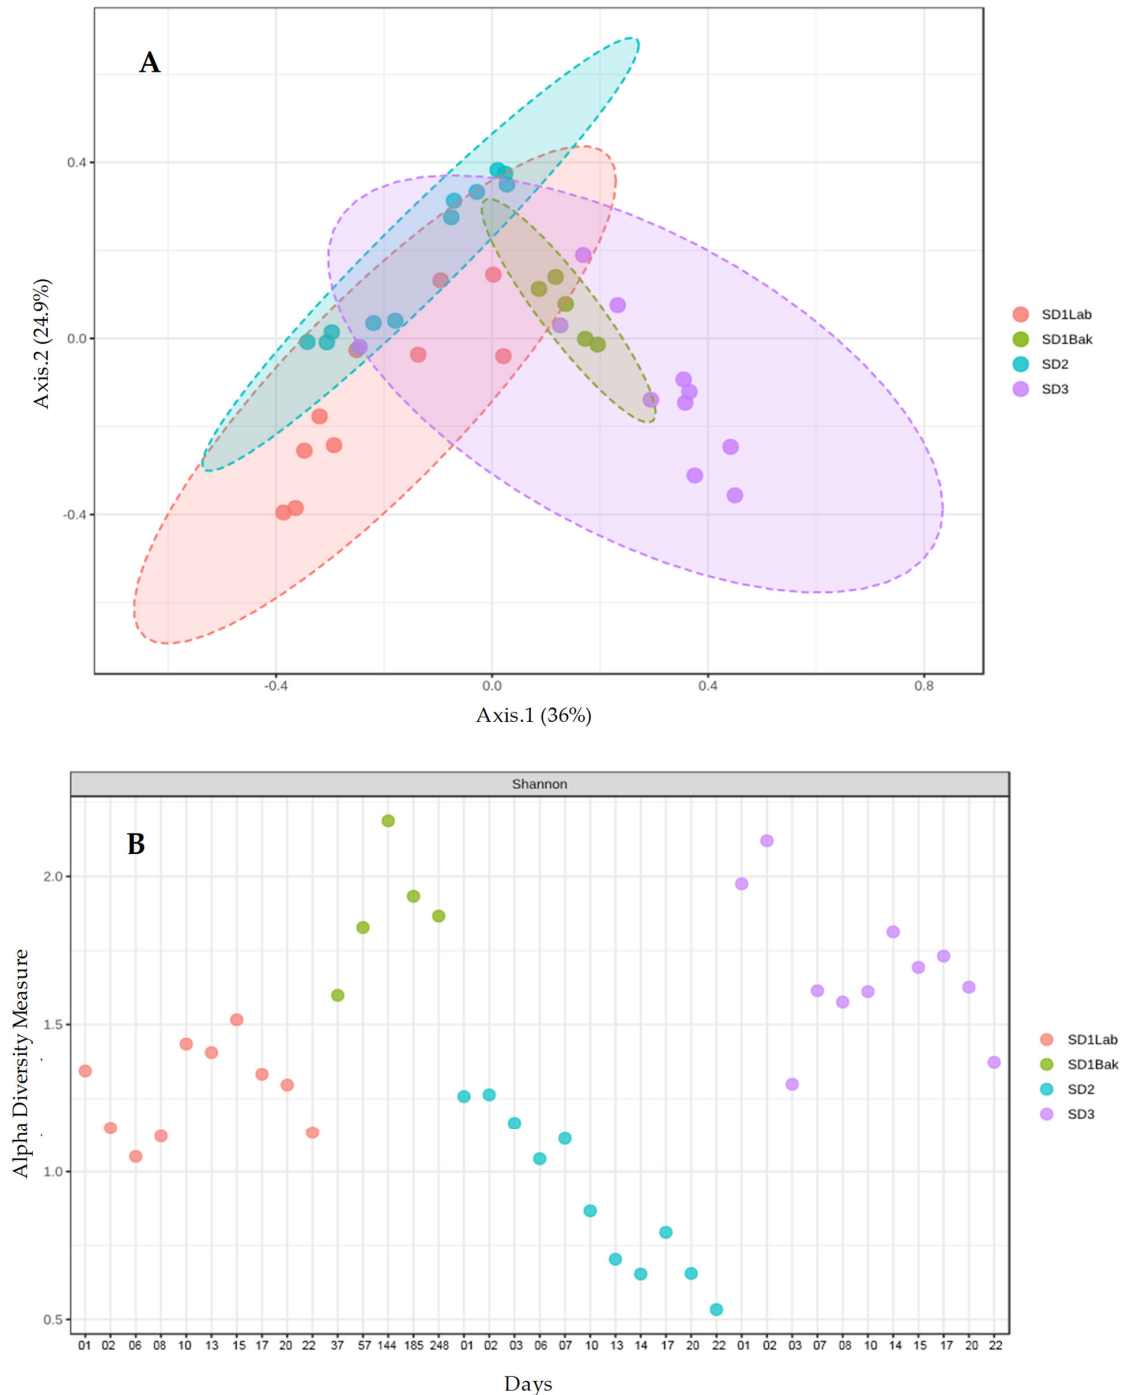 A
0.4
0.0
-0.4
Axis.2 (24.9%)
-0.4 0.0 0.4 0.8
Axis.1 (36%)
SD1Lab
SD1Bak
SD2
SD3
Shannon
B
2.0
1.5
1.0
0.5
Alpha Diversity Measure
01 02 06 08 10 13 15 17 20 22 37 57 144 185 248 01 02 03 06 07 10 13 14 17 20 22 01 02 03 07 08 10 14 15 17 20 22
Days
SD1Lab
SD1Bak
SD2
SD3